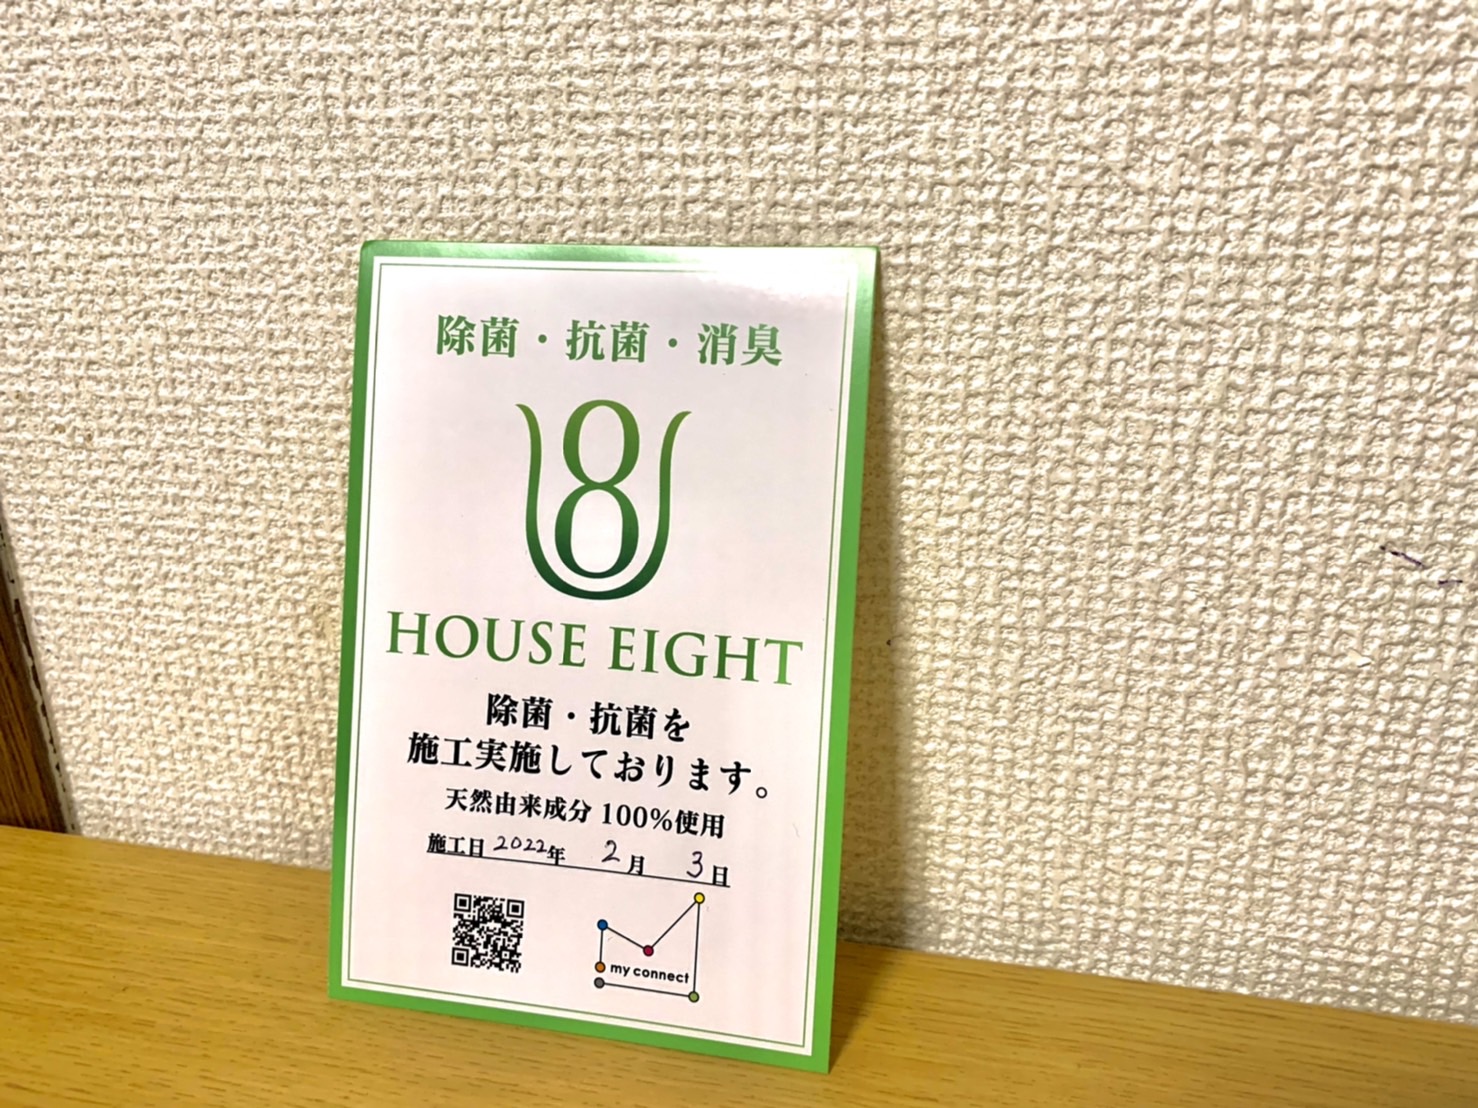 除菌・抗菌・消臭
8
HOUSE EIGHT
除菌・抗菌を
施工実施しております。
天然由来成分 100%使用
施工日 2022年 2月 3日
my connect